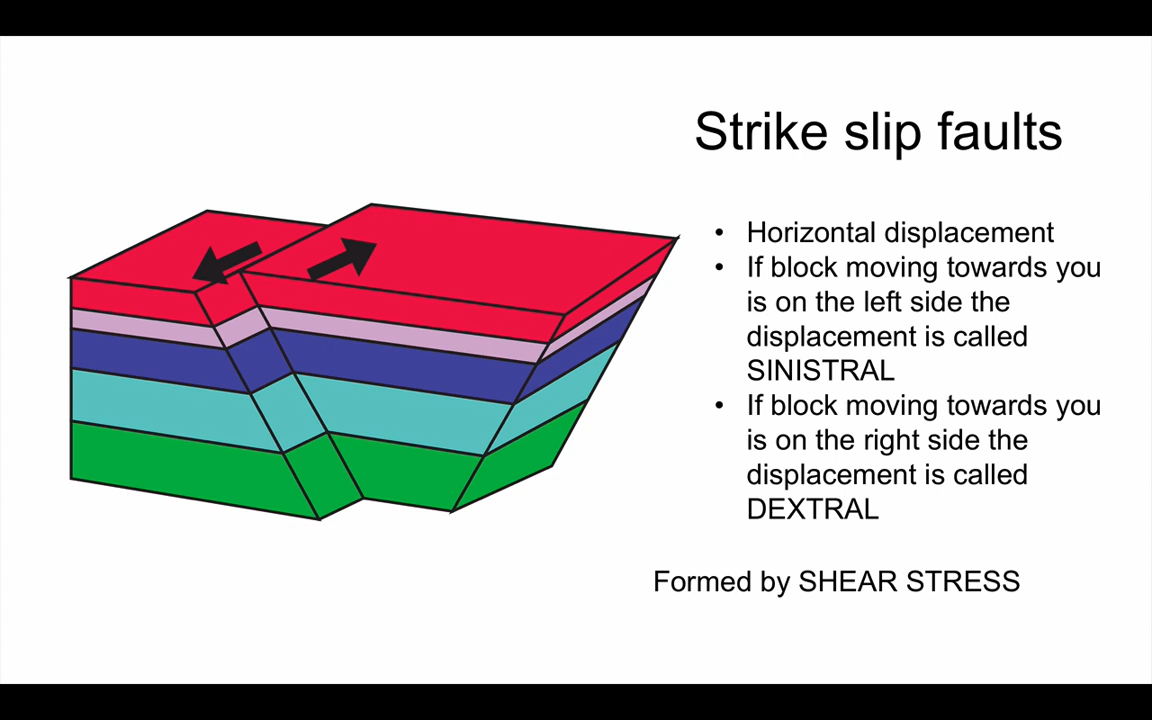 Strike slip faults
• Horizontal displacement
• If block moving towards you
is on the left side the
displacement is called
SINISTRAL
• If block moving towards you
is on the right side the
displacement is called
DEXTRAL
Formed by SHEAR STRESS